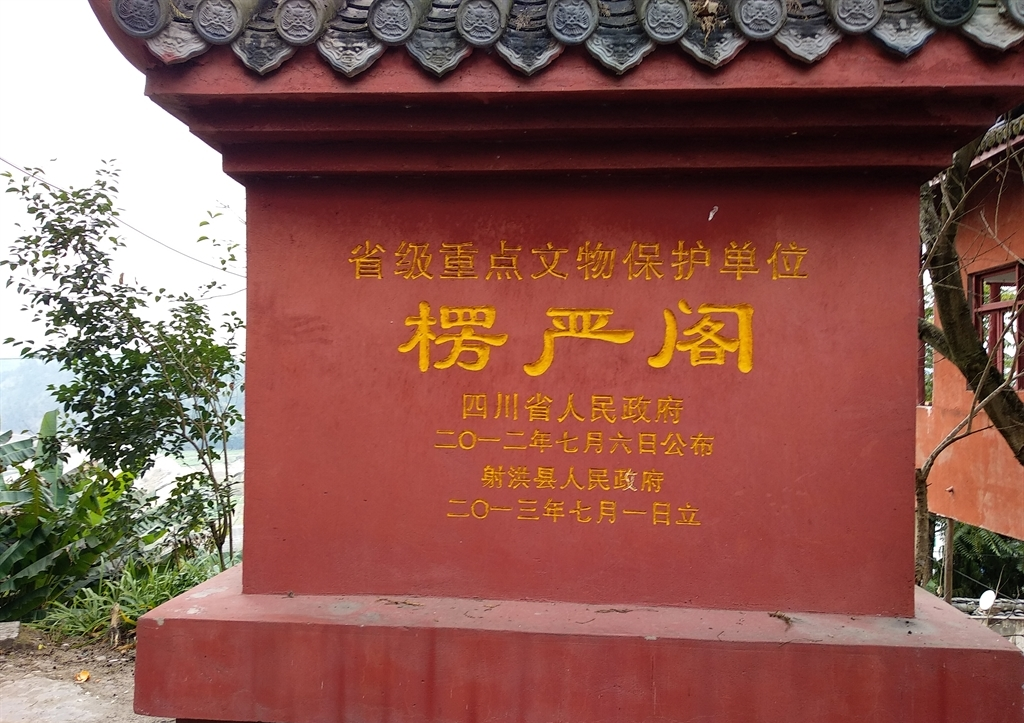 省级重点文物保护单位
楞严阁
四川省人民政府
二〇一二年七月六日公布
射洪县人民政府
二〇一三年七月一日立